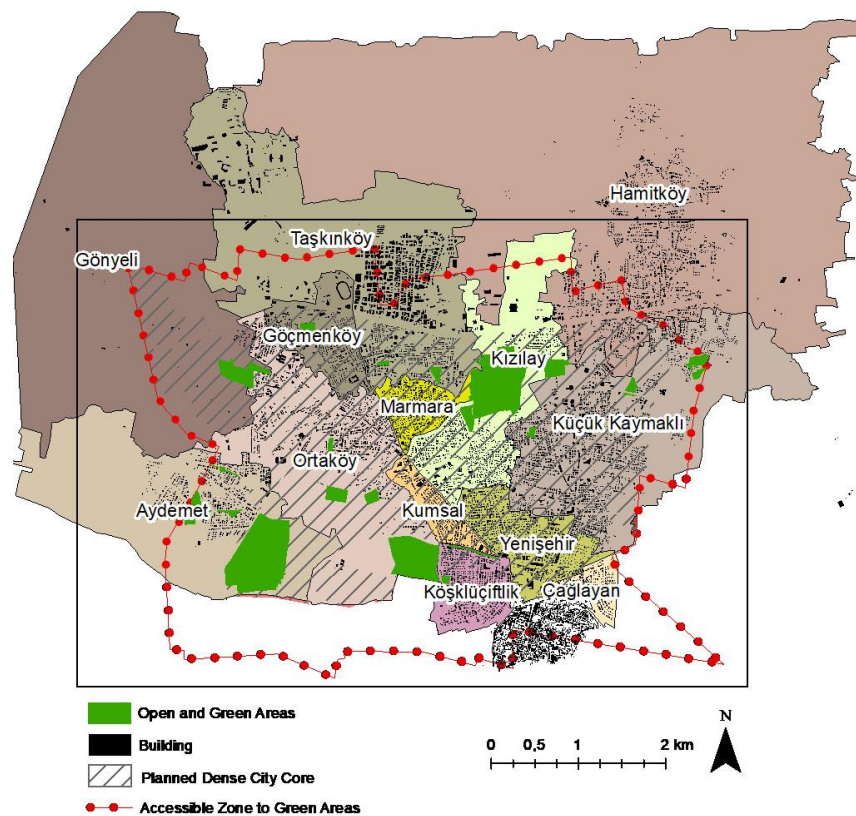 Hamitköy
Taşkınköy
Gönyeli
Göçmenköy
Kızılay
Marmara
Küçük Kaymaklı
Ortaköy
Aydemet
Kumsal
Yenişehir
Köşklüçiftlik
Çağlayan
Open and Green Areas
Building
Planned Dense City Core
Accessible Zone to Green Areas
0 0,5 1 2 km
N